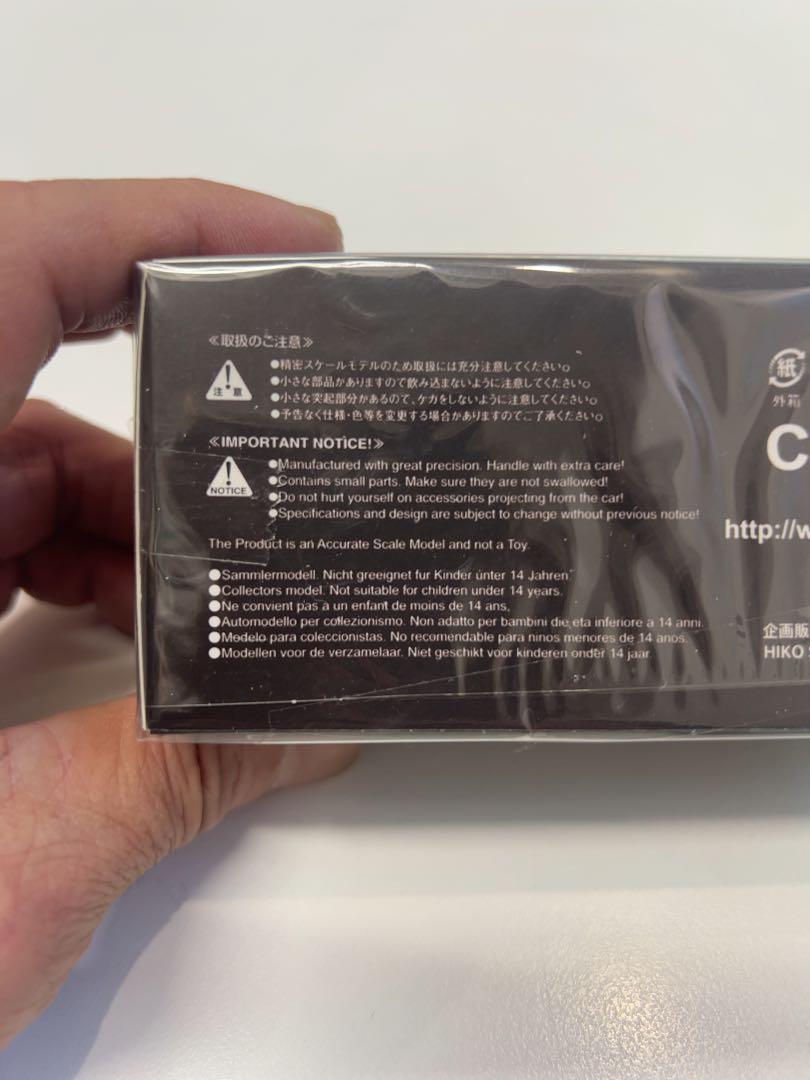 ≪取扱のご注意≫
注 意
●精密スケールモデルのため取扱には充分注意してください。
●小さな部品がありますので飲み込まないように注意してください。
●小さな突起部分があるので、ケガをしないように注意してください。
●予告なく仕様・色等を変更する場合がありますのでご了承ください。
≪IMPORTANT NOTICE!≫
NOTICE
●Manufactured with great precision. Handle with extra care!
●Contains small parts. Make sure they are not swallowed!
●Do not hurt yourself on accessories projecting from the car!
●Specifications and design are subject to change without previous notice!
The Product is an Accurate Scale Model and not a Toy.
●Sammlermodell. Nicht greeignet fur Kinder unter 14 Jahren.
●Collectors model. Not suitable for children under 14 years.
●Ne convient pas a un enfant de moins de 14 ans,
●Automodello per collezionismo. Non adatto per bambini die eta inferiore a 14 anni.
●Modelo para coleccionistas. No recomendable para ninos menores de 14 anos.
●Modellen voor de verzamelaar. Niet geschikt voor kinderen onder 14 jaar.
紙
外箱
C
http://w
企画販
HIKO S